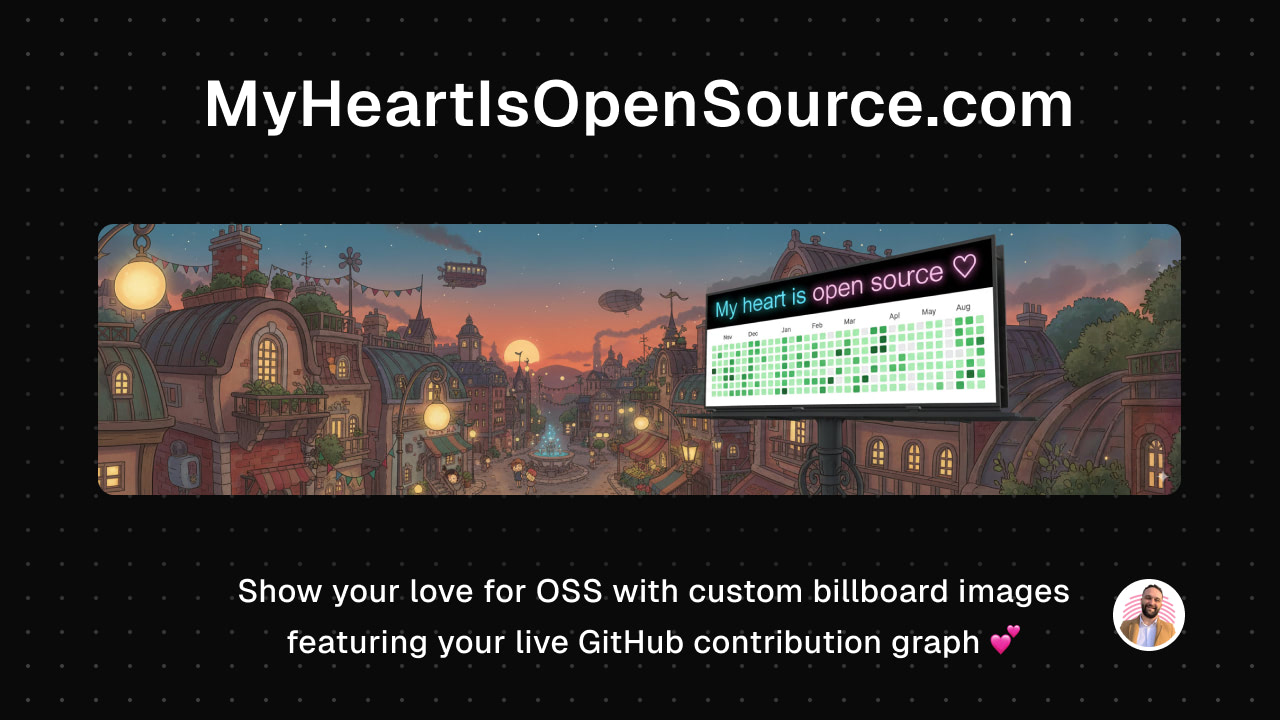 MyHeartIsOpenSource.com
My heart is open source ♡
Nov Dec Jan Feb Mar Apl May Aug
Show your love for OSS with custom billboard images
featuring your live GitHub contribution graph 💕